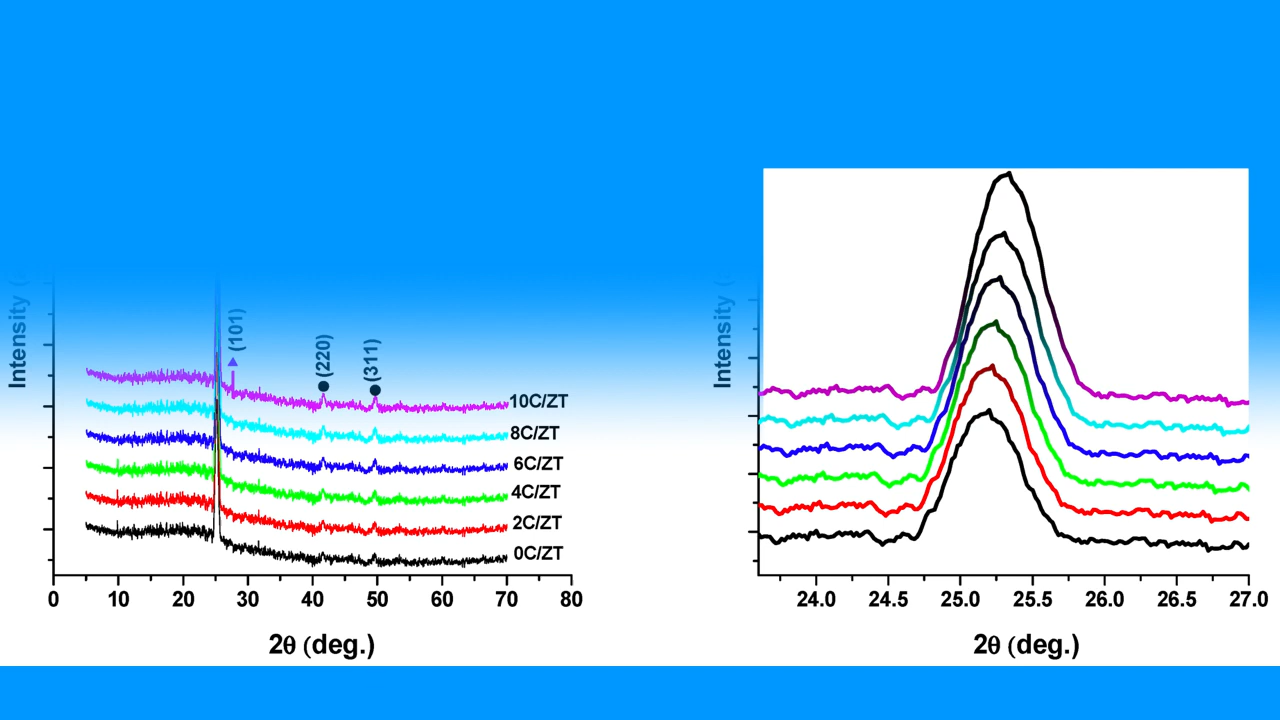 Intensity (
(101)
(220)
(311)
10C/ZT
8C/ZT
6C/ZT
4C/ZT
2C/ZT
0C/ZT
0 10 20 30 40 50 60 70 80
2θ (deg.)
Intensity (
24.0 24.5 25.0 25.5 26.0 26.5 27.0
2θ (deg.)